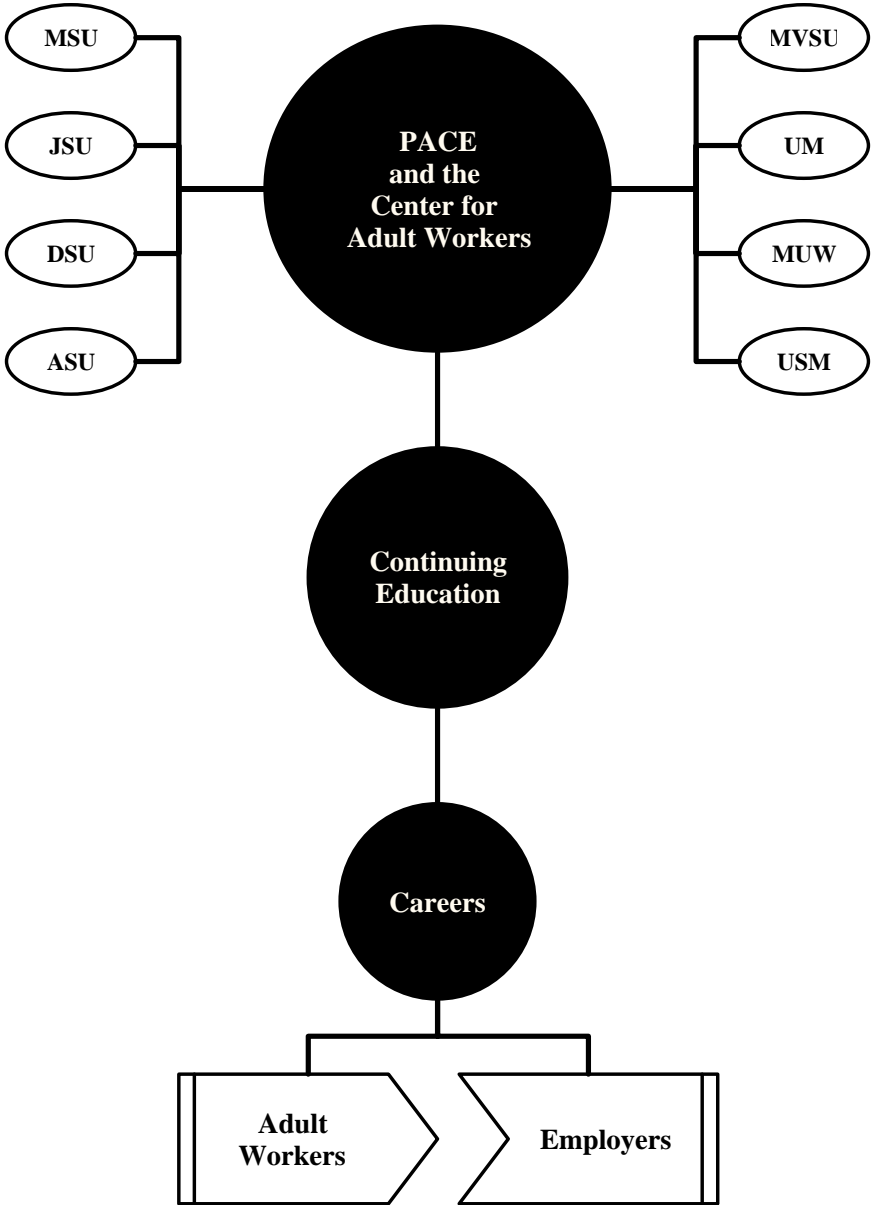 MSU
JSU
DSU
ASU
PACE
and the
Center for
Adult Workers
MVSU
UM
MUW
USM
Continuing
Education
Careers
Adult
Workers
Employers